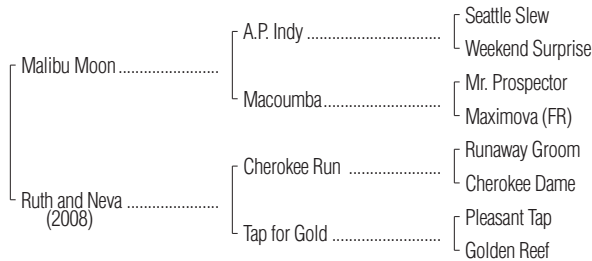 Seattle Slew
A.P. Indy ........................
Weekend Surprise
Malibu Moon ......................
Mr. Prospector
Macoumba ........................
Maximova (FR)
Runaway Groom
Cherokee Run ....................
Cherokee Dame
Ruth and Neva ....................
(2008)
Pleasant Tap
Tap for Gold ......................
Golden Reef